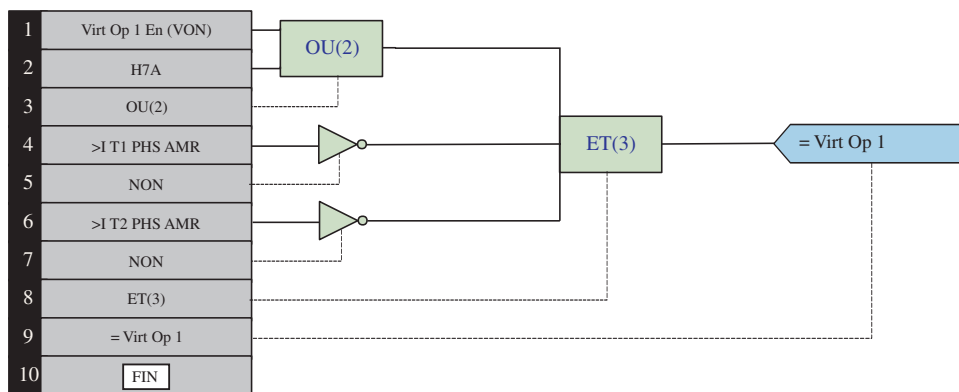 1 Virt Op 1 En (VON)
2 H7A
3 OU(2)
4 >I T1 PHS AMR
5 NON
6 >I T2 PHS AMR
7 NON
8 ET(3)
9 = Virt Op 1
10 FIN
OU(2)
ET(3)
= Virt Op 1